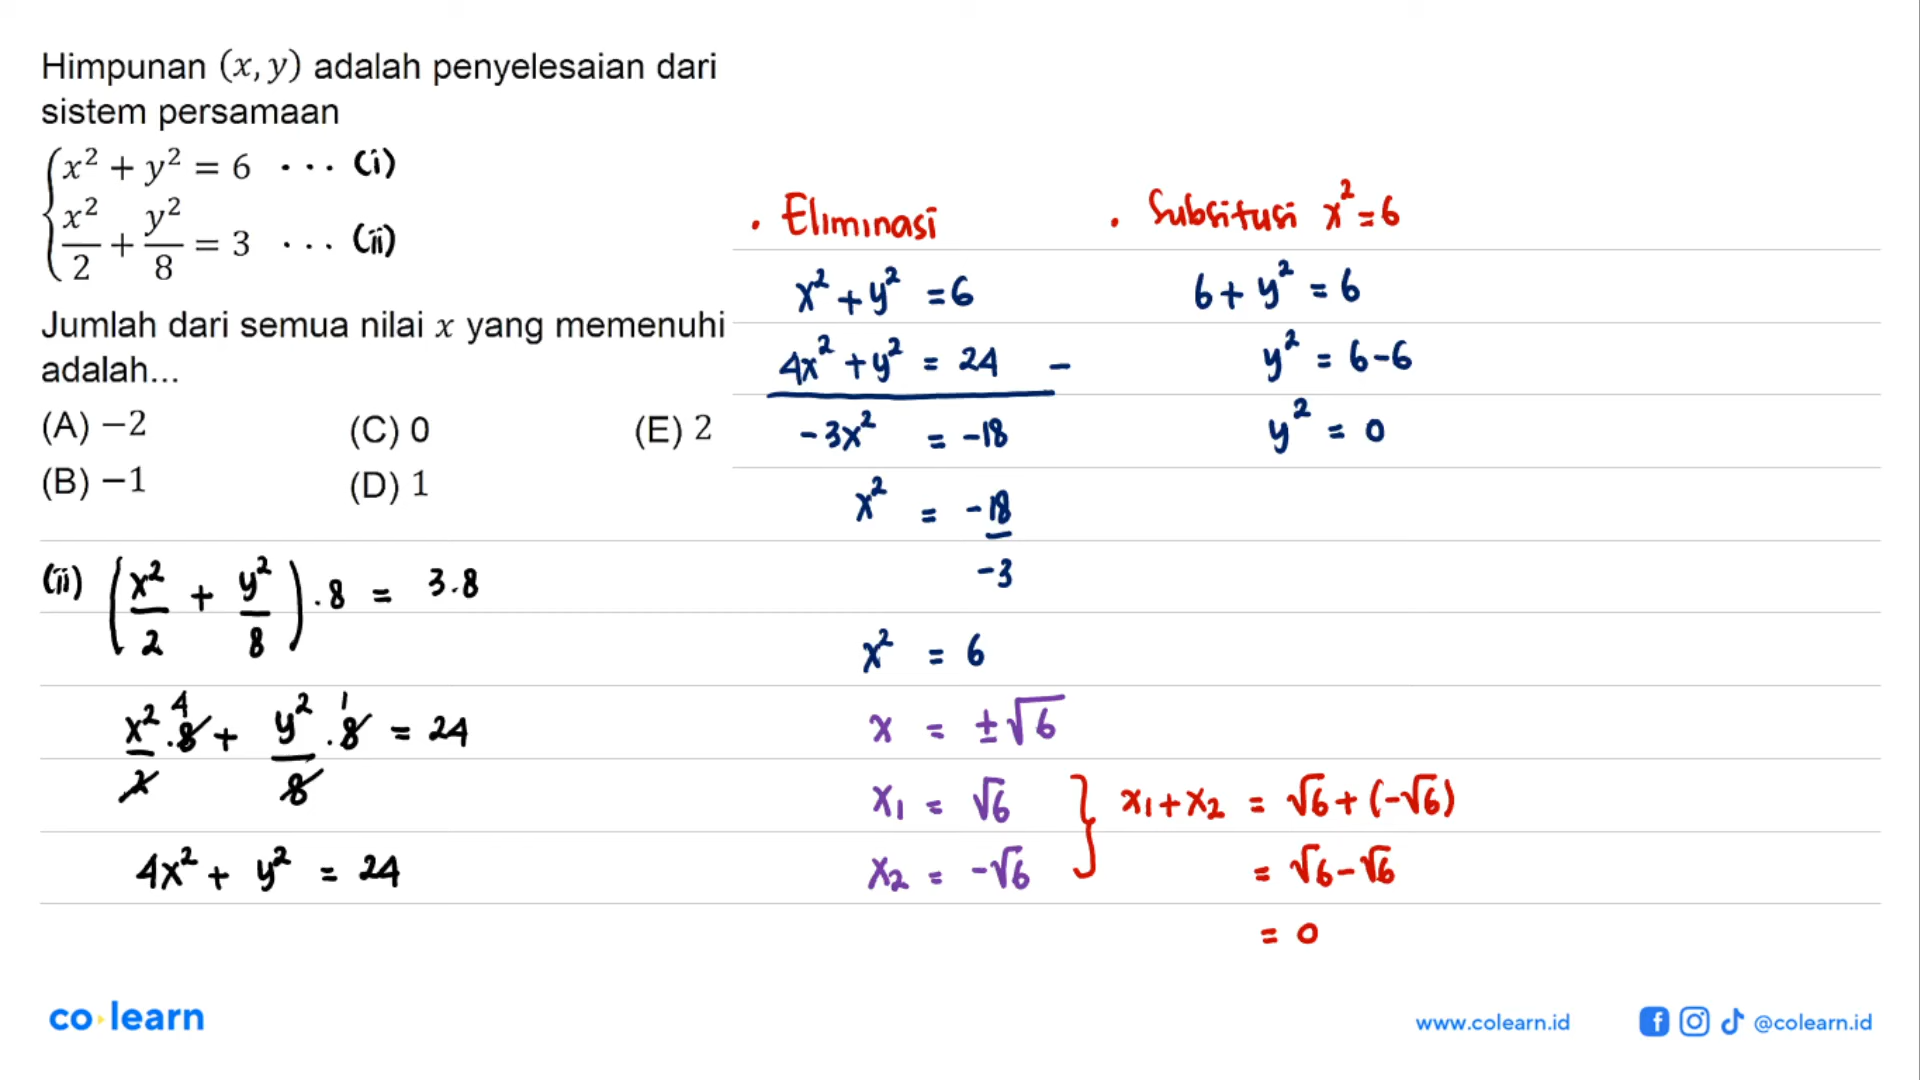 Himpunan (x, y) adalah penyelesaian dari
sistem persamaan
x² + y² = 6 ... (i)
x²/2 + y²/8 = 3 ... (ii)
Jumlah dari semua nilai x yang memenuhi
adalah...
(A) −2 (C) 0 (E) 2
(B) −1 (D) 1
(ii) (x²/2 + y²/8) . 8 = 3.8
x²/2 . 8 4 + y²/8 . 8 1 = 24
4x² + y² = 24
• Eliminasi
x² + y² = 6
4x² + y² = 24 −
-3x² = -18
x² = -18/-3
x² = 6
x = ±√6
x₁ = √6
x₂ = -√6
• Subsitusi x² = 6
6 + y² = 6
y² = 6-6
y² = 0
x₁ + x₂ = √6 + (-√6)
= √6 - √6
= 0
co learn
www.colearn.id
@colearn.id